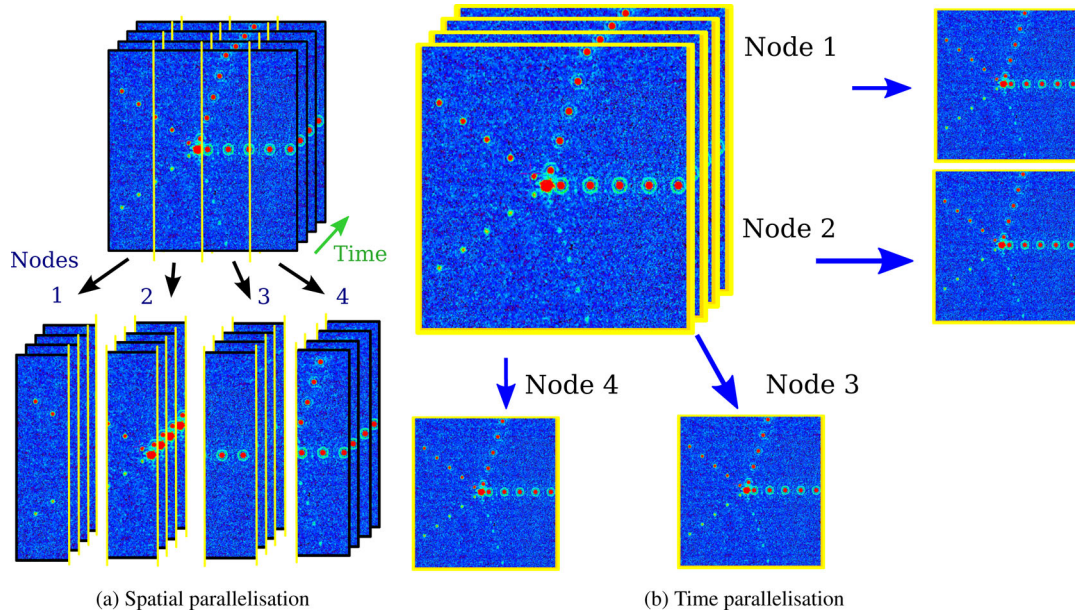 Nodes
Time
1 2 3 4
(a) Spatial parallelisation
Node 1
Node 2
Node 4
Node 3
(b) Time parallelisation